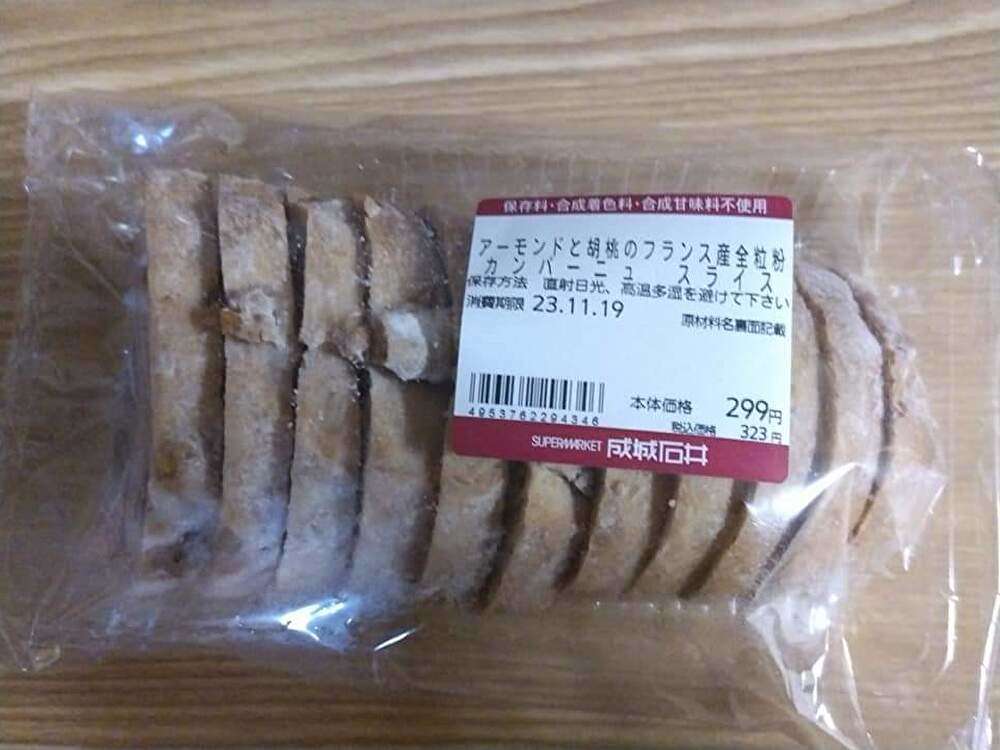 保存料・合成着色料・合成甘味料不使用
アーモンドと胡桃のフランス産全粒粉
カンパーニュ スライス
保存方法 直射日光、高温多湿を避けて下さい
消費期限 23.11.19
原材料名裏面記載
4953762294346
本体価格 299円
税込価格 323円
SUPERMARKET 成城石井